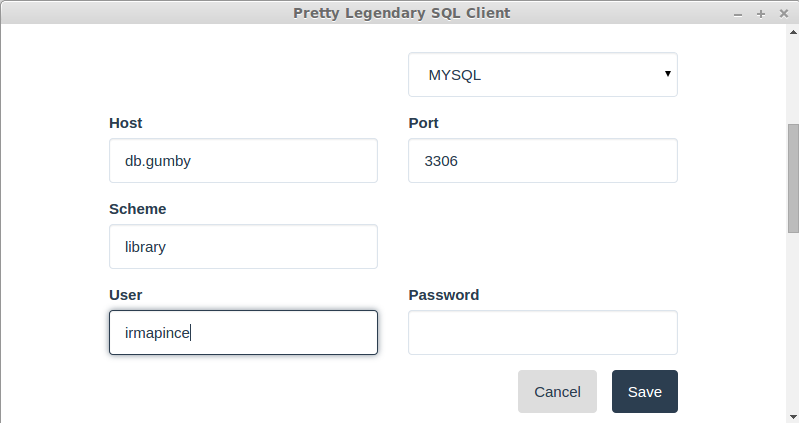 Pretty Legendary SQL Client
MYSQL
Host Port
db.gumby 3306
Scheme
library
User Password
irmapince
Cancel Save